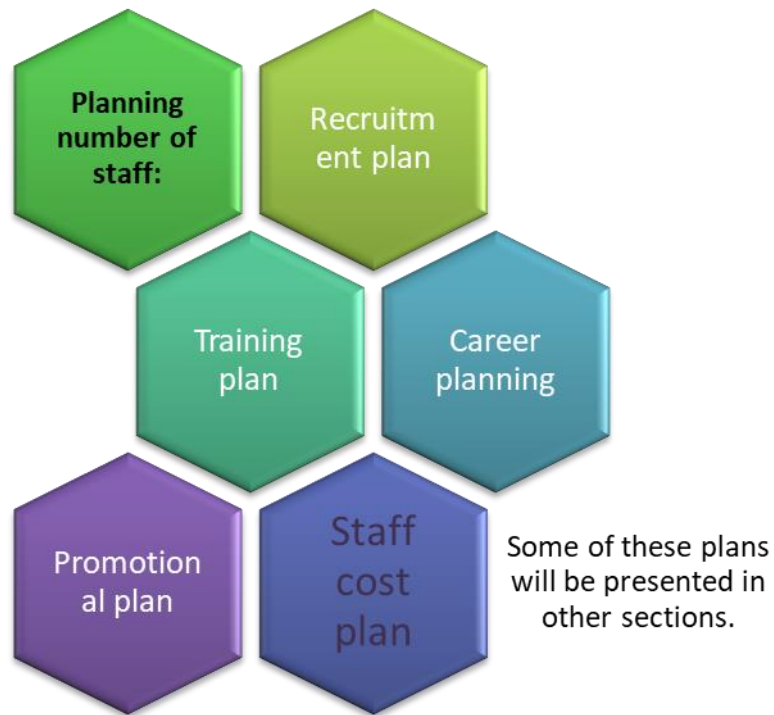 Planning
number of
staff:
Recruitm
ent plan
Training
plan
Career
planning
Promotion
al plan
Staff
cost
plan
Some of these plans
will be presented in
other sections.